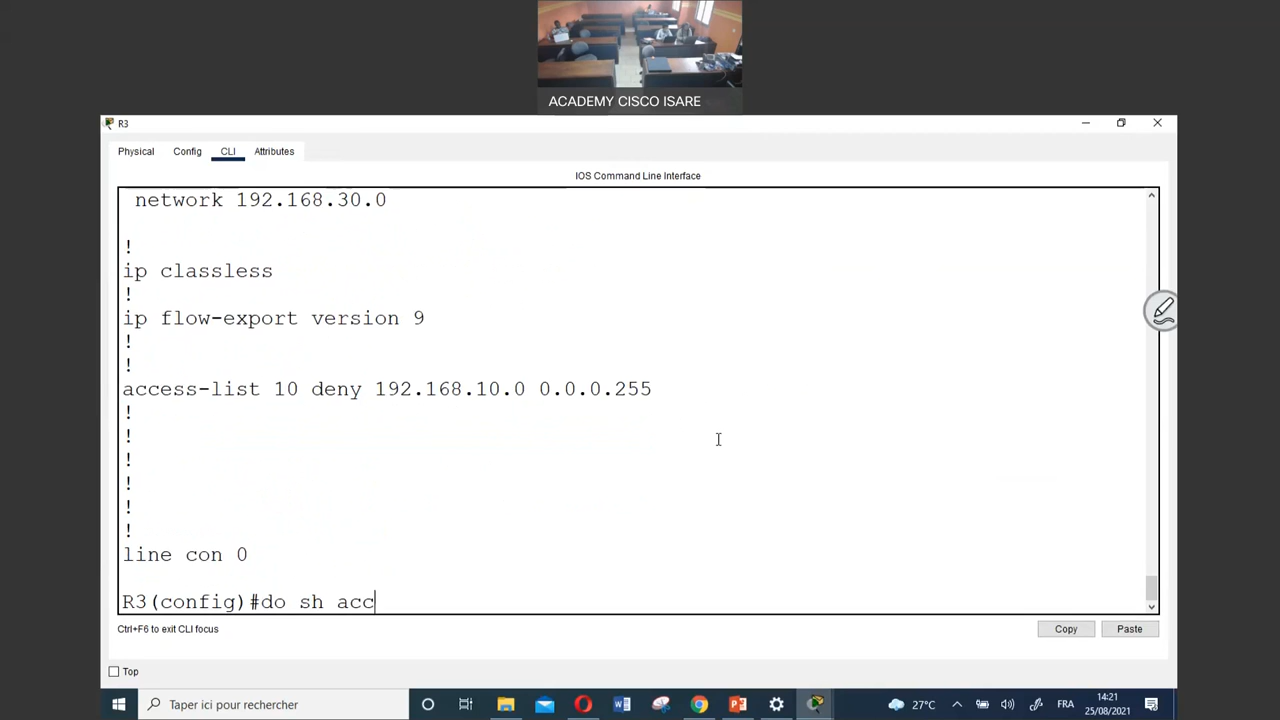 ACADEMY CISCO ISARE
R3
Physical Config CLI Attributes
IOS Command Line Interface
network 192.168.30.0
!
ip classless
!
ip flow-export version 9
!
!
access-list 10 deny 192.168.10.0 0.0.0.255
!
!
!
!
!
!
line con 0
R3(config)#do sh acc
Ctrl+F6 to exit CLI focus
Copy Paste
Top
Taper ici pour rechercher
27°C
FRA
14:21
25/08/2021